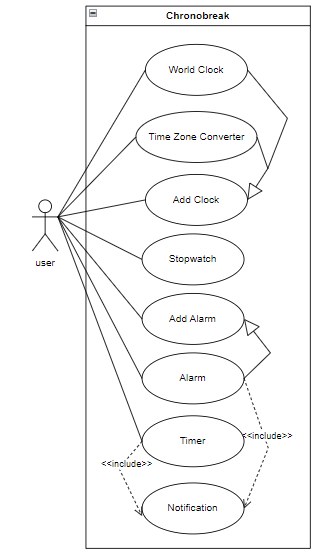 Chronobreak
World Clock
Time Zone Converter
Add Clock
user
Stopwatch
Add Alarm
Alarm
Timer
<<include>>
<<include>>
Notification